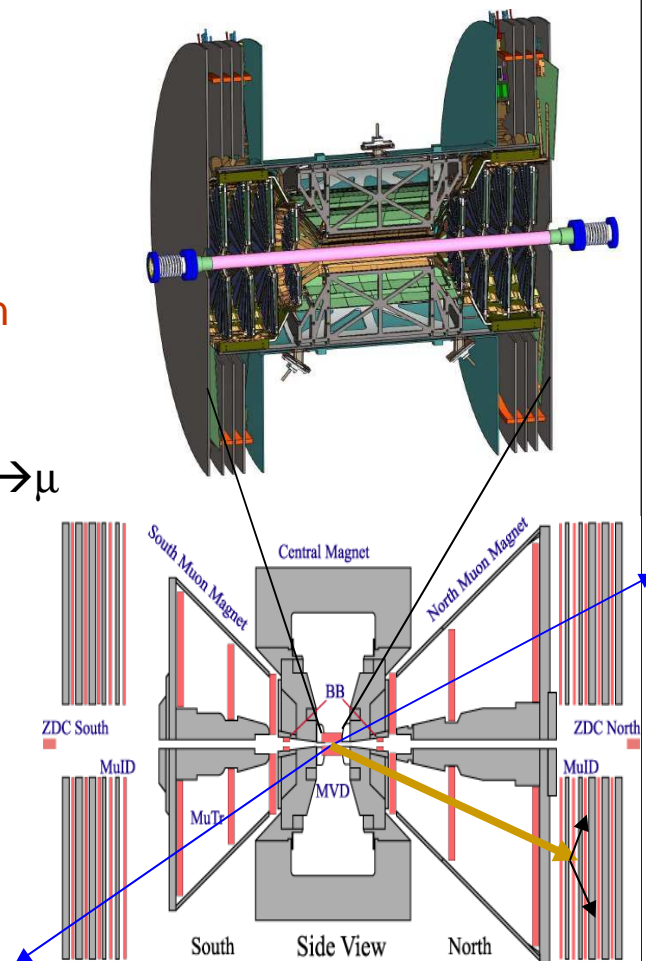 n
→μ
South Muon Magnet
Central Magnet
North Muon Magnet
BB
ZDC South
ZDC North
MuID
MuID
MVD
MuTr
South
Side View
North